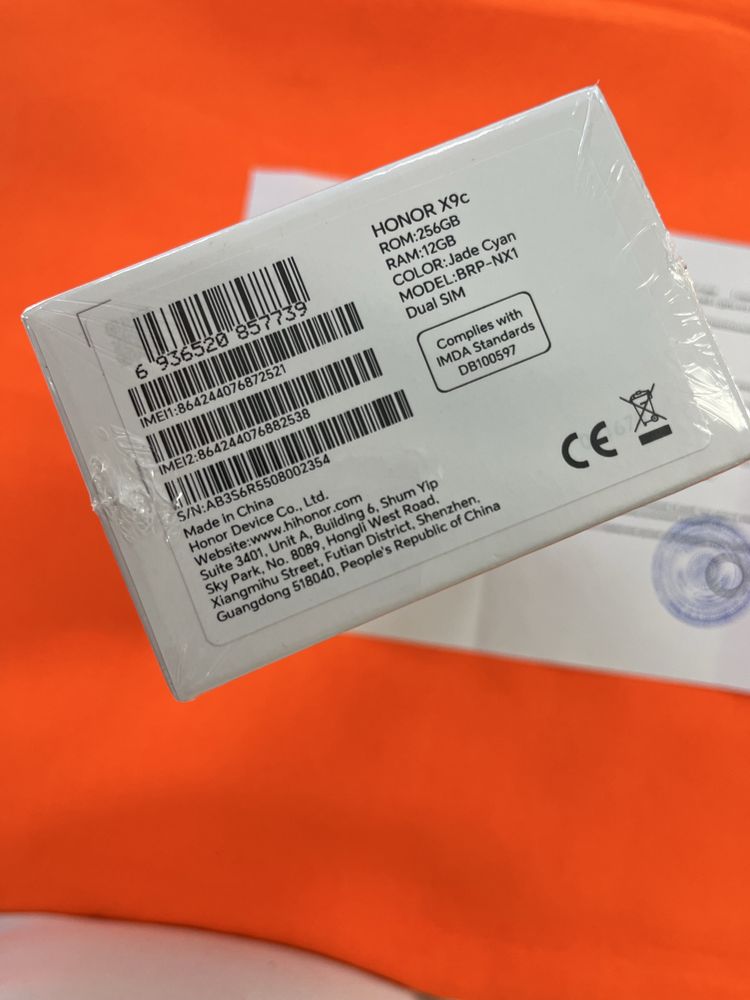 HONOR X9c
ROM:256GB
RAM:12GB
COLOR:Jade Cyan
MODEL:BRP-NX1
Dual SIM
Complies with
IMDA Standards
DB100597
6 936520 857739
IMEI1:864244076872521
IMEI2:864244076882538
S/N:AB3S6R5508002354
Made In China
Honor Device Co., Ltd.
Website:www.hihonor.com
Suite 3401, Unit A, Building 6, Shum Yip
Sky Park, No. 8089, Hongli West Road,
Xiangmihu Street, Futian District, Shenzhen,
Guangdong 518040, People's Republic of China
CE